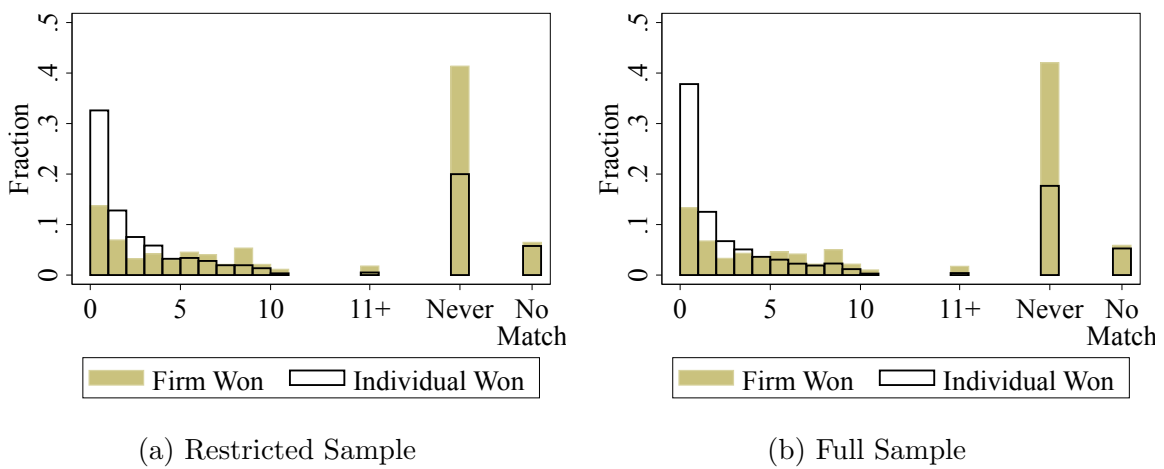 Fraction
0 .1 .2 .3 .4 .5
0 5 10 11+ Never No Match
Firm Won Individual Won
(a) Restricted Sample
Fraction
0 .1 .2 .3 .4 .5
0 5 10 11+ Never No Match
Firm Won Individual Won
(b) Full Sample